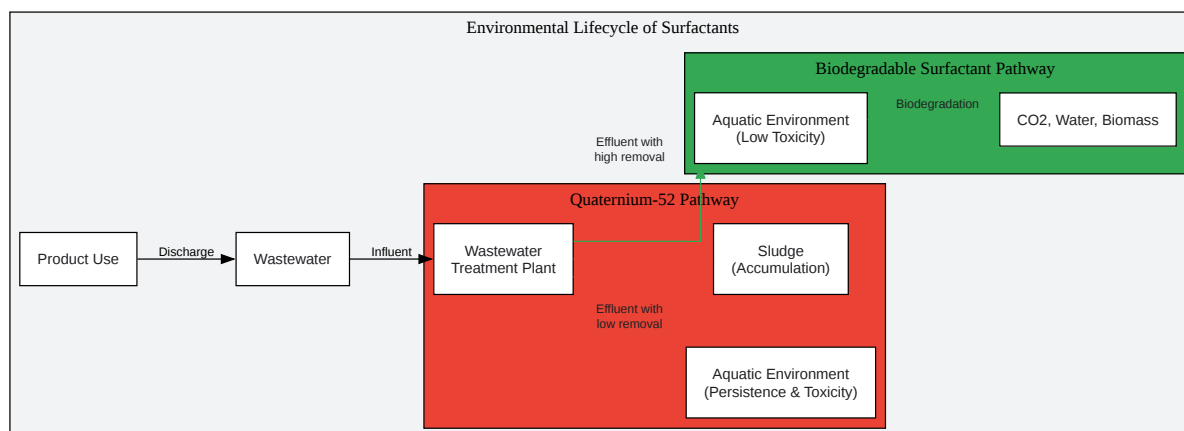 Environmental Lifecycle of Surfactants
Biodegradable Surfactant Pathway
Aquatic Environment
(Low Toxicity)
Biodegradation
CO2, Water, Biomass
Effluent with
high removal
Quaternium-52 Pathway
Product Use
Discharge
Wastewater
Influent
Wastewater
Treatment Plant
Sludge
(Accumulation)
Effluent with
low removal
Aquatic Environment
(Persistence & Toxicity)